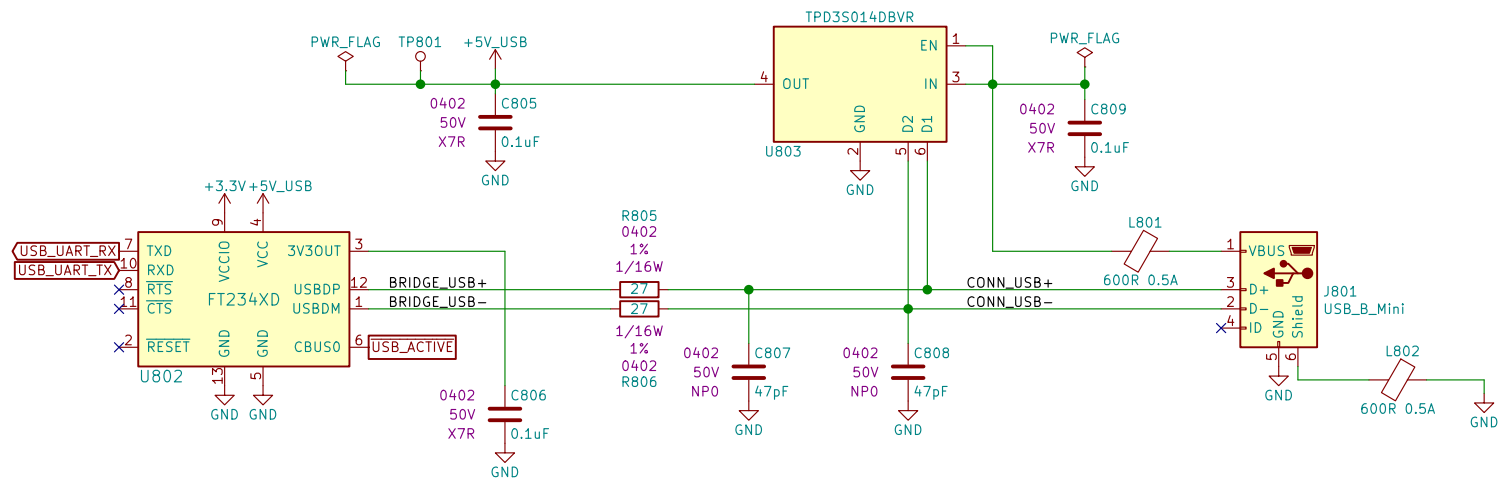 TPD3S014DBVR
PWR_FLAG
TP801
+5V_USB
EN
1
PWR_FLAG
4
OUT
IN
3
0402
C805
50V
X7R
0.1uF
GND
GND
D2
D1
2
5
6
U803
GND
0402
C809
50V
X7R
0.1uF
GND
+3.3V
+5V_USB
9
4
USB_UART_RX
7
TXD
VCCIO
VCC
3V3OUT
3
USB_UART_TX
10
RXD
8
RTS
USBDP
12
BRIDGE_USB+
11
CTS
FT234XD
USBDM
1
BRIDGE_USB-
2
RESET
GND
GND
CBUS0
6
USB_ACTIVE
U802
13
5
GND
GND
R805
0402
1%
1/16W
27
27
1/16W
1%
0402
R806
0402
C806
50V
X7R
0.1uF
GND
0402
C807
50V
NP0
47pF
GND
0402
C808
50V
NP0
47pF
GND
CONN_USB+
CONN_USB-
L801
600R 0.5A
1
VBUS
3
D+
2
D-
4
ID
GND
Shield
5
6
J801
USB_B_Mini
GND
L802
600R 0.5A
GND